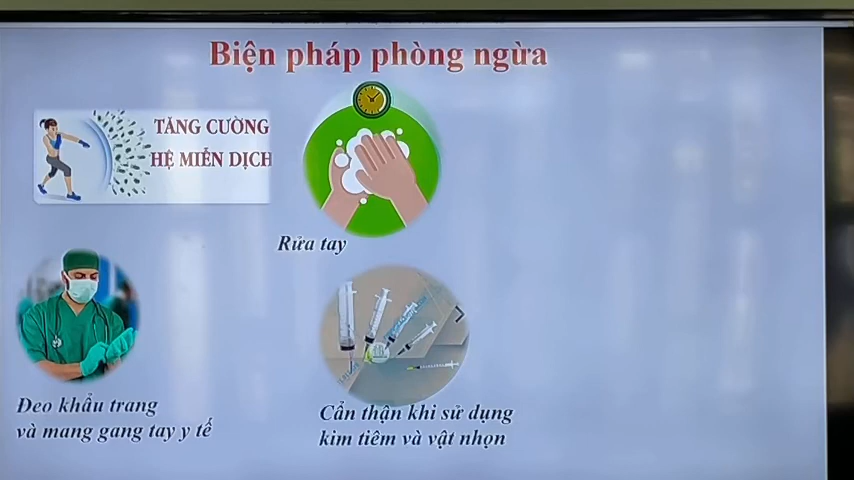 Biện pháp phòng ngừa
TĂNG CƯỜNG
HỆ MIỄN DỊCH
Rửa tay
Đeo khẩu trang
và mang gang tay y tế
Cẩn thận khi sử dụng
kim tiêm và vật nhọn